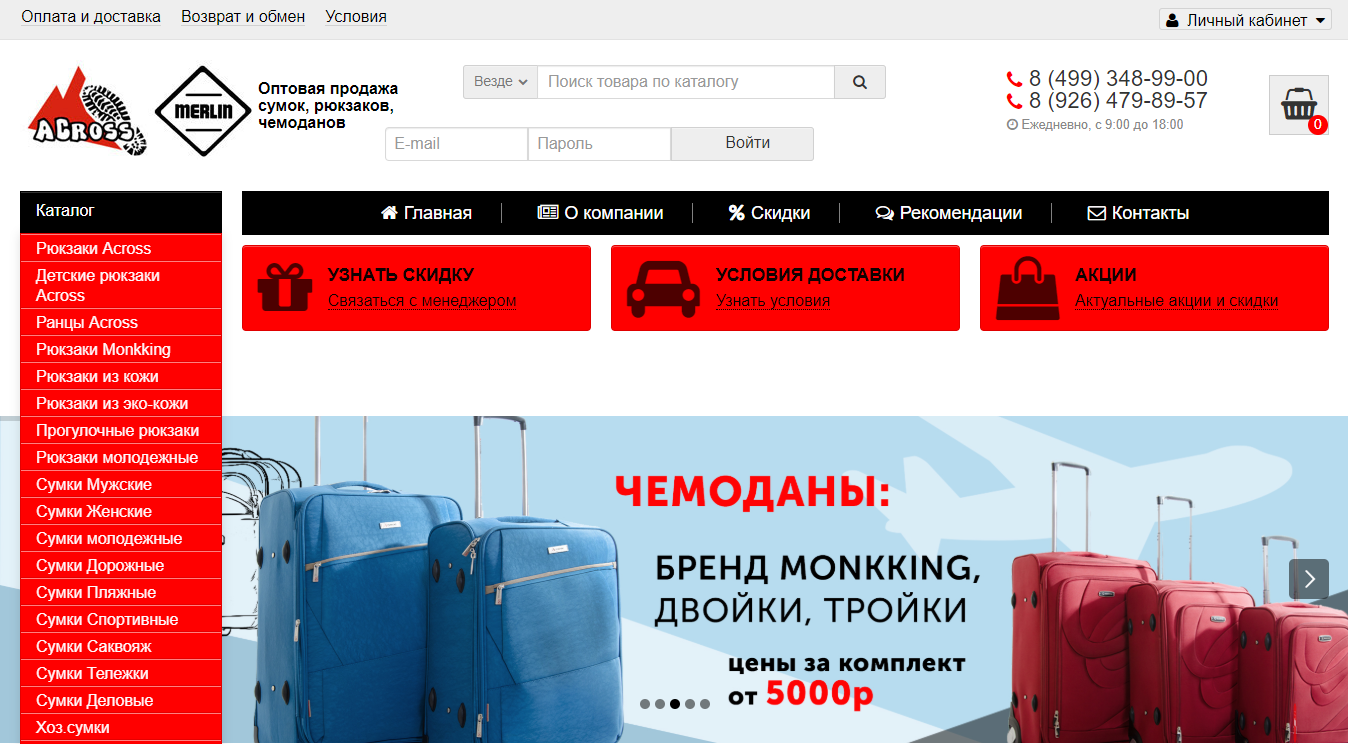 Оплата и доставка Возврат и обмен Условия
Личный кабинет
ACROSS
MERLIN
Оптовая продажа
сумок, рюкзаков,
чемоданов
Везде Поиск товара по каталогу
E-mail Пароль Войти
8 (499) 348-99-00
8 (926) 479-89-57
Ежедневно, с 9:00 до 18:00
0
Каталог
Рюкзаки Across
Детские рюкзаки
Across
Ранцы Across
Рюкзаки Monkking
Рюкзаки из кожи
Рюкзаки из эко-кожи
Прогулочные рюкзаки
Рюкзаки молодежные
Сумки Мужские
Сумки Женские
Сумки молодежные
Сумки Дорожные
Сумки Пляжные
Сумки Спортивные
Сумки Саквояж
Сумки Тележки
Сумки Деловые
Хоз.сумки
Главная О компании Скидки Рекомендации Контакты
УЗНАТЬ СКИДКУ
Связаться с менеджером
УСЛОВИЯ ДОСТАВКИ
Узнать условия
АКЦИИ
Актуальные акции и скидки
ЧЕМОДАНЫ:
БРЕНД MONKKING,
ДВОЙКИ, ТРОЙКИ
цены за комплект
от 5000р